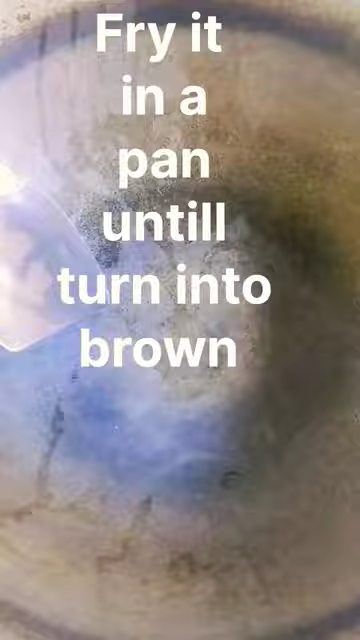 Fry it
in a
pan
untill
turn into
brown